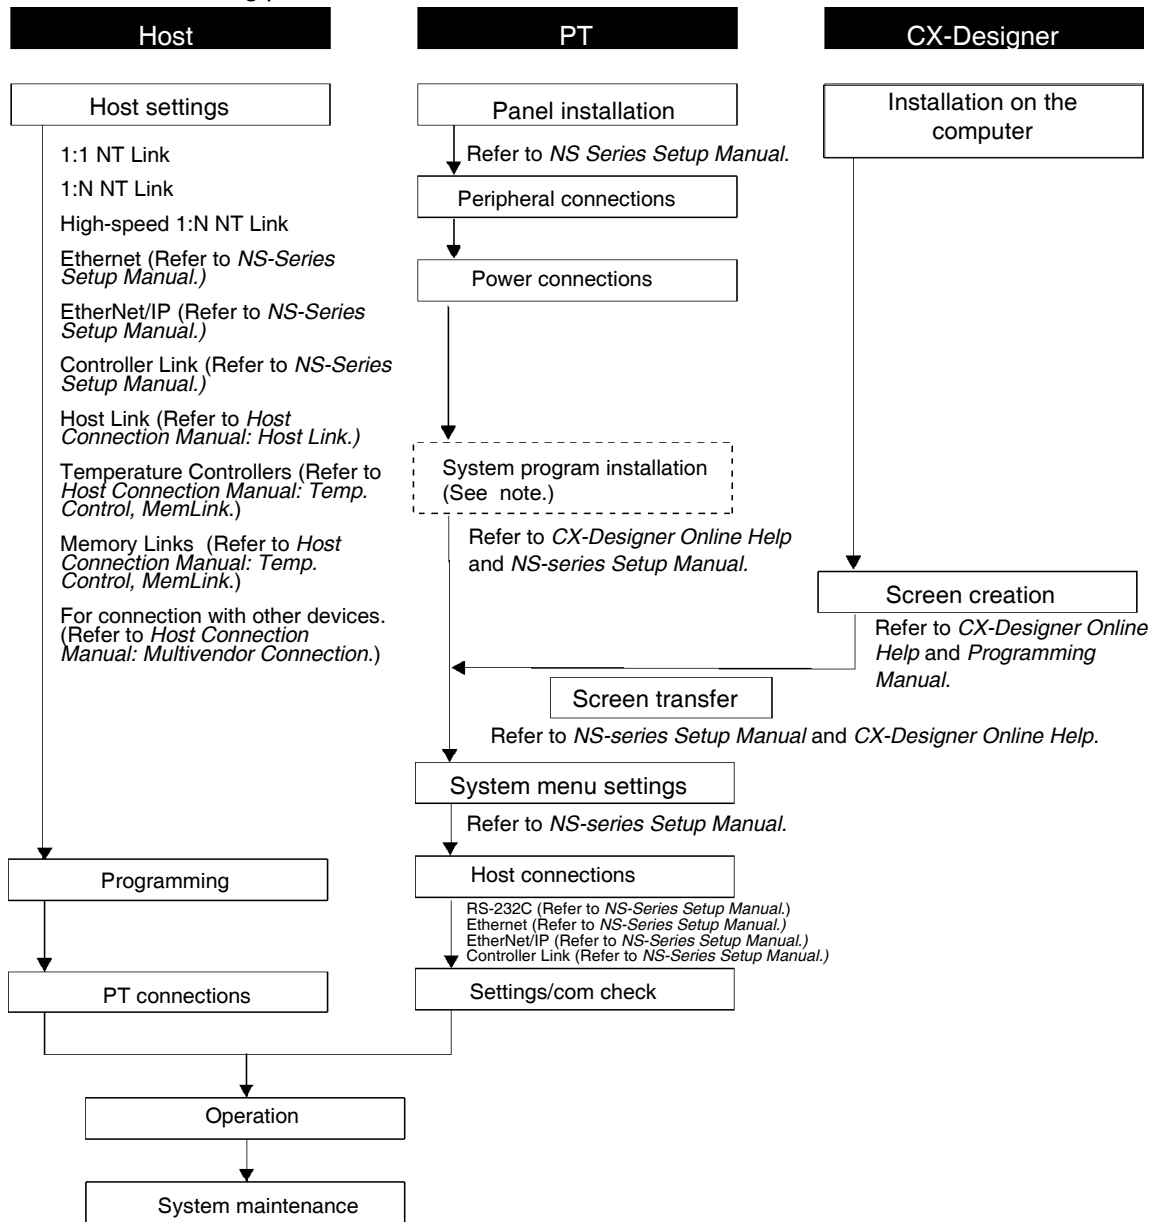 Host
PT
CX-Designer
Host settings
1:1 NT Link
1:N NT Link
High-speed 1:N NT Link
Ethernet (Refer to NS-Series
Setup Manual.)
EtherNet/IP (Refer to NS-Series
Setup Manual.)
Controller Link (Refer to NS-Series
Setup Manual.)
Host Link (Refer to Host
Connection Manual: Host Link.)
Temperature Controllers (Refer to
Host Connection Manual: Temp.
Control, MemLink.)
Memory Links (Refer to Host
Connection Manual: Temp.
Control, MemLink.)
For connection with other devices.
(Refer to Host Connection
Manual: Multivendor Connection.)
Programming
PT connections
Panel installation
Refer to NS Series Setup Manual.
Peripheral connections
Power connections
System program installation
(See note.)
Refer to CX-Designer Online Help
and NS-series Setup Manual.
Installation on the
computer
Screen creation
Refer to CX-Designer Online
Help and Programming
Manual.
Screen transfer
Refer to NS-series Setup Manual and CX-Designer Online Help.
System menu settings
Refer to NS-series Setup Manual.
Host connections
RS-232C (Refer to NS-Series Setup Manual.)
Ethernet (Refer to NS-Series Setup Manual.)
EtherNet/IP (Refer to NS-Series Setup Manual.)
Controller Link (Refer to NS-Series Setup Manual.)
Settings/com check
Operation
System maintenance